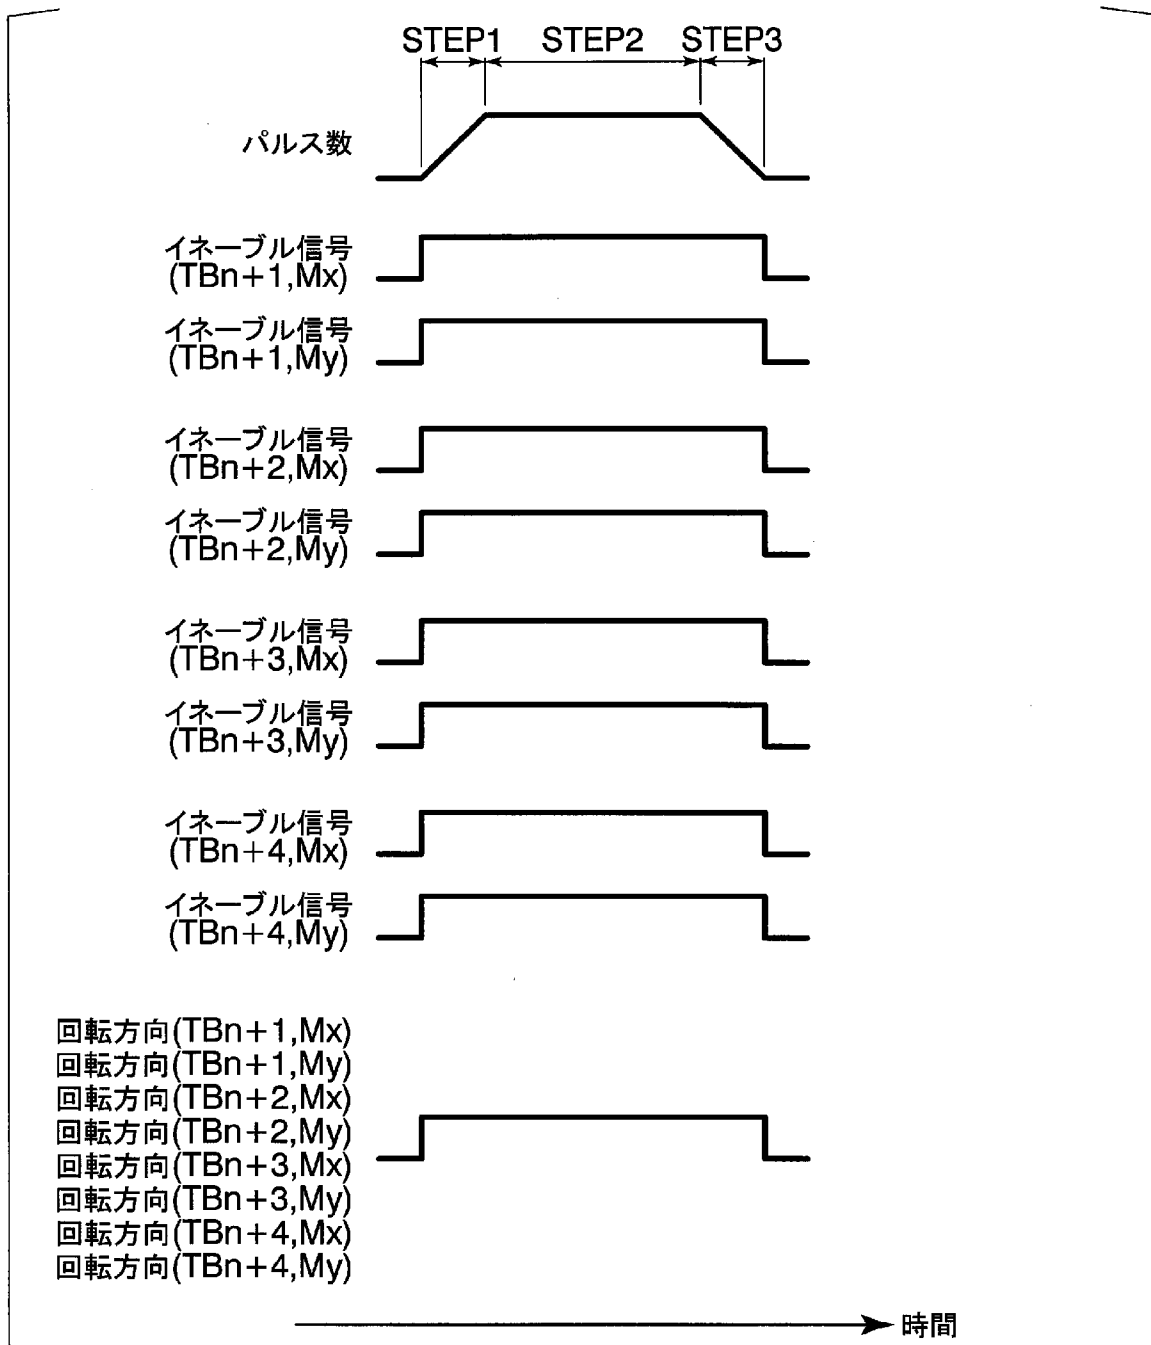 STEP1 STEP2 STEP3
パルス数
イネーブル信号
(TBn+1,Mx)
イネーブル信号
(TBn+1,My)
イネーブル信号
(TBn+2,Mx)
イネーブル信号
(TBn+2,My)
イネーブル信号
(TBn+3,Mx)
イネーブル信号
(TBn+3,My)
イネーブル信号
(TBn+4,Mx)
イネーブル信号
(TBn+4,My)
回転方向(TBn+1,Mx)
回転方向(TBn+1,My)
回転方向(TBn+2,Mx)
回転方向(TBn+2,My)
回転方向(TBn+3,Mx)
回転方向(TBn+3,My)
回転方向(TBn+4,Mx)
回転方向(TBn+4,My)
時間